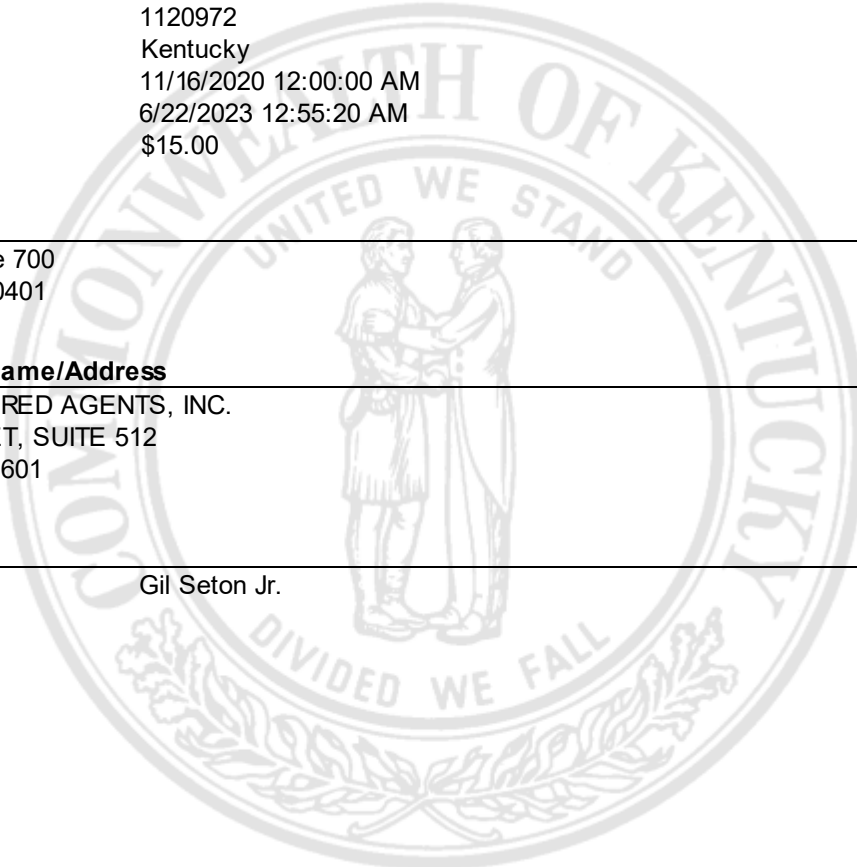 1120972
Kentucky
11/16/2020 12:00:00 AM
6/22/2023 12:55:20 AM
$15.00
e 700
0401
ame/Address
RED AGENTS, INC.
ET, SUITE 512
601
Gil Seton Jr.
COMMONWEALTH OF KENTUCKY
UNITED WE STAND
DIVIDED WE FALL